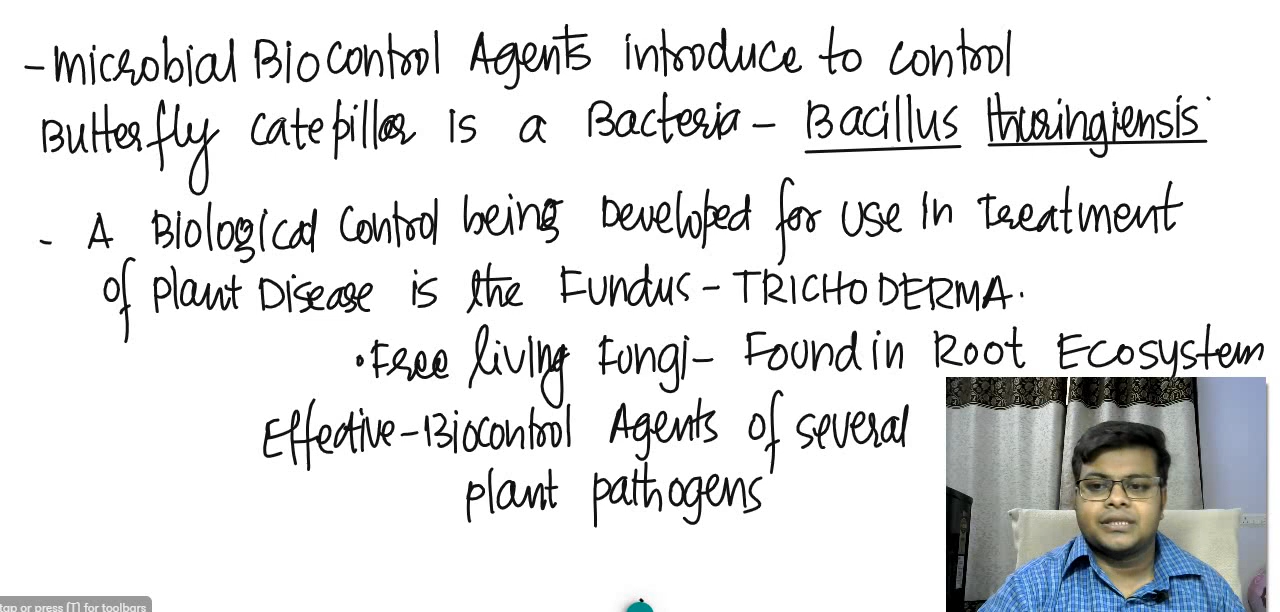 - Microbial Biocontrol Agents introduce to control
Butterfly catepillar is a Bacteria - Bacillus thuringiensis.
- A Biological Control being Developed for use in treatment
of plant Disease is the Fundus - TRICHODERMA.
• Free living Fungi - Found in Root Ecosystem
Effective - Biocontrol Agents of several
plant pathogens
tap or press [T] for toolbars